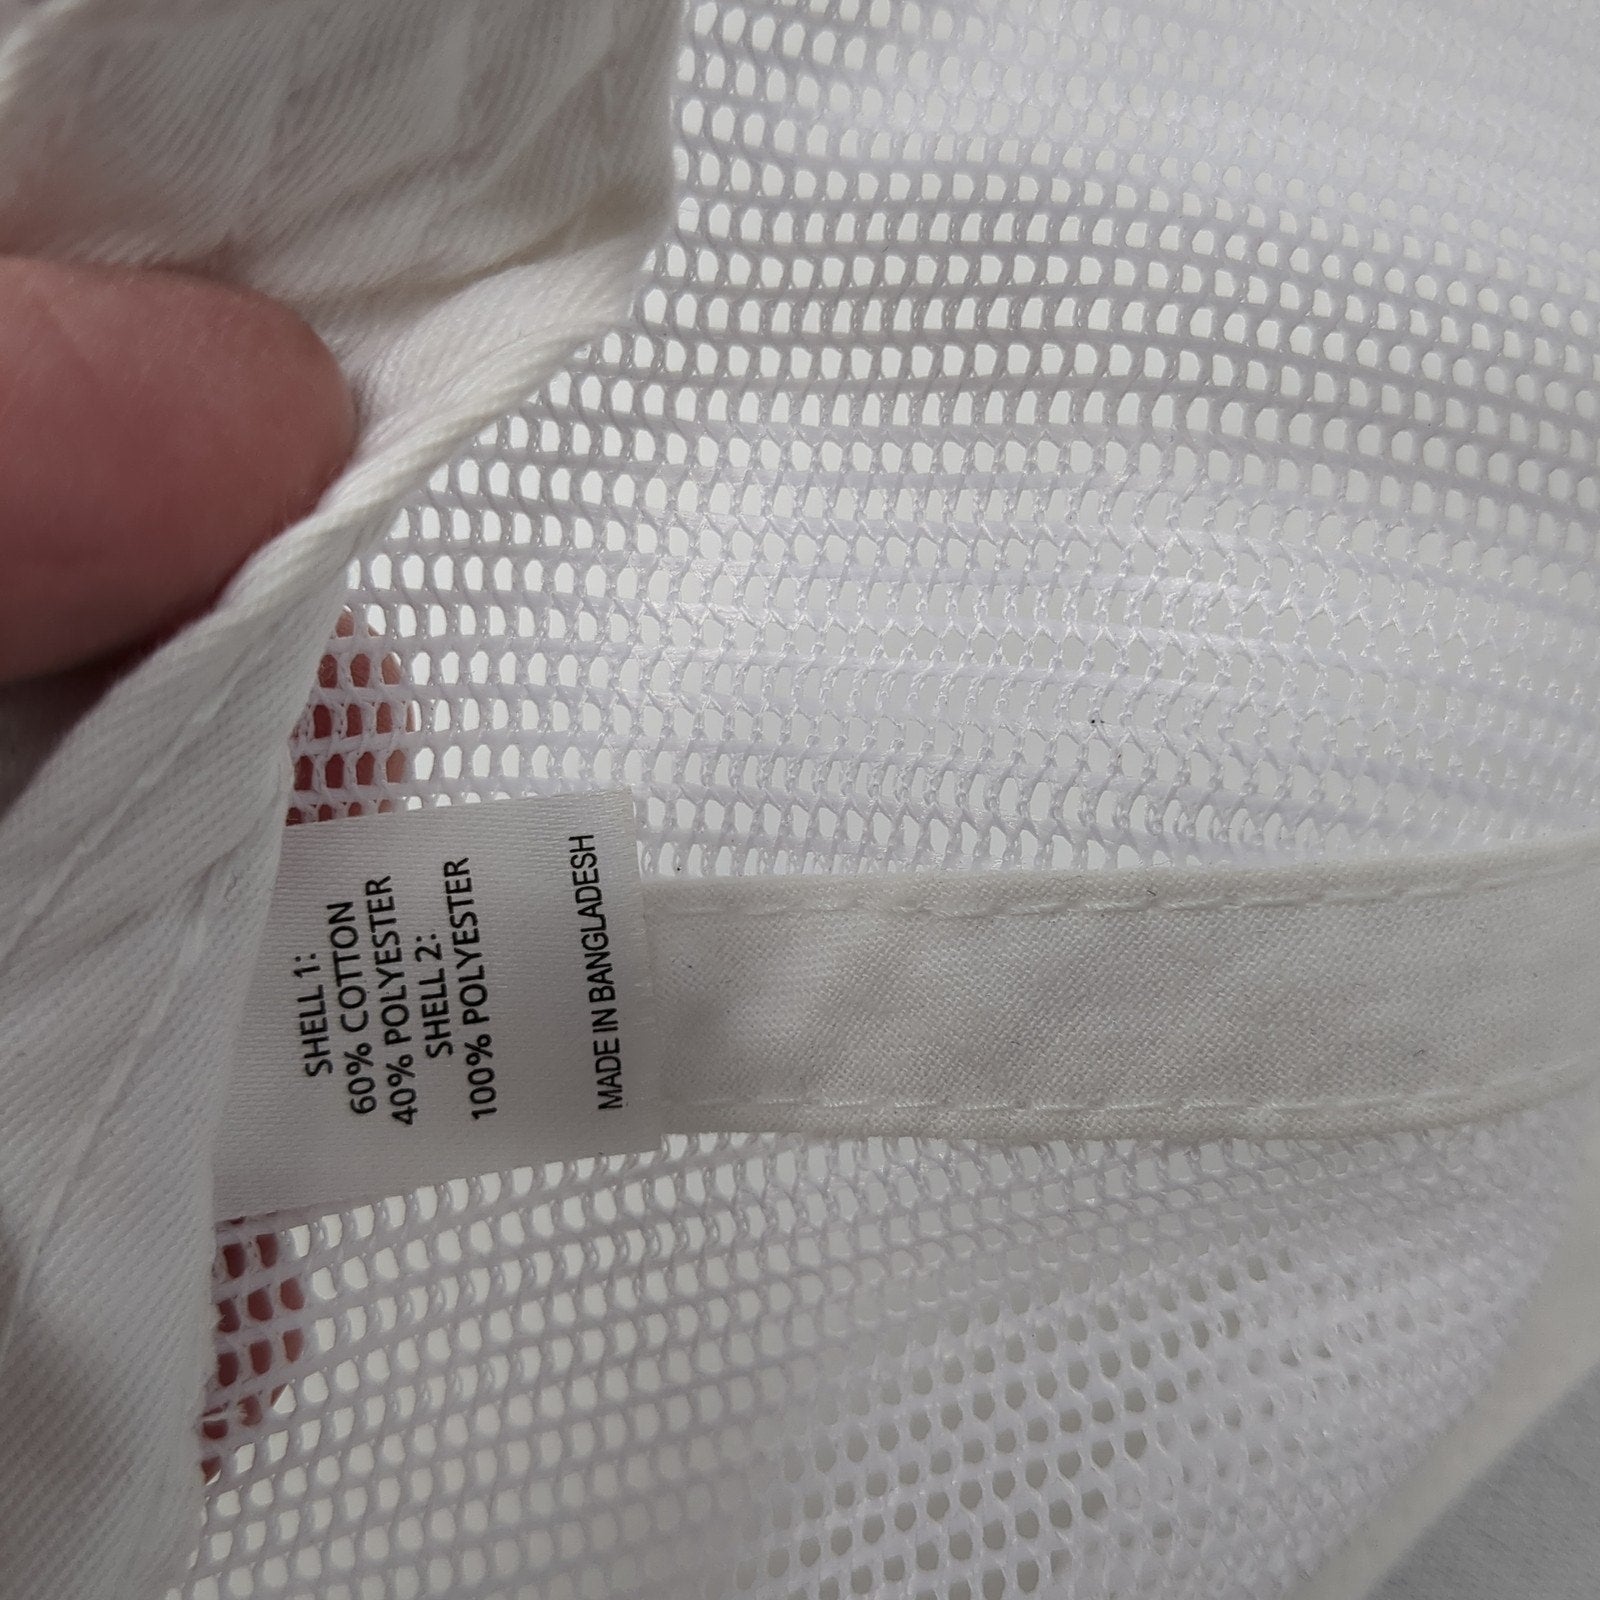 SHELL 1:
60% COTTON
40% POLYESTER
SHELL 2:
100% POLYESTER
MADE IN BANGLADESH